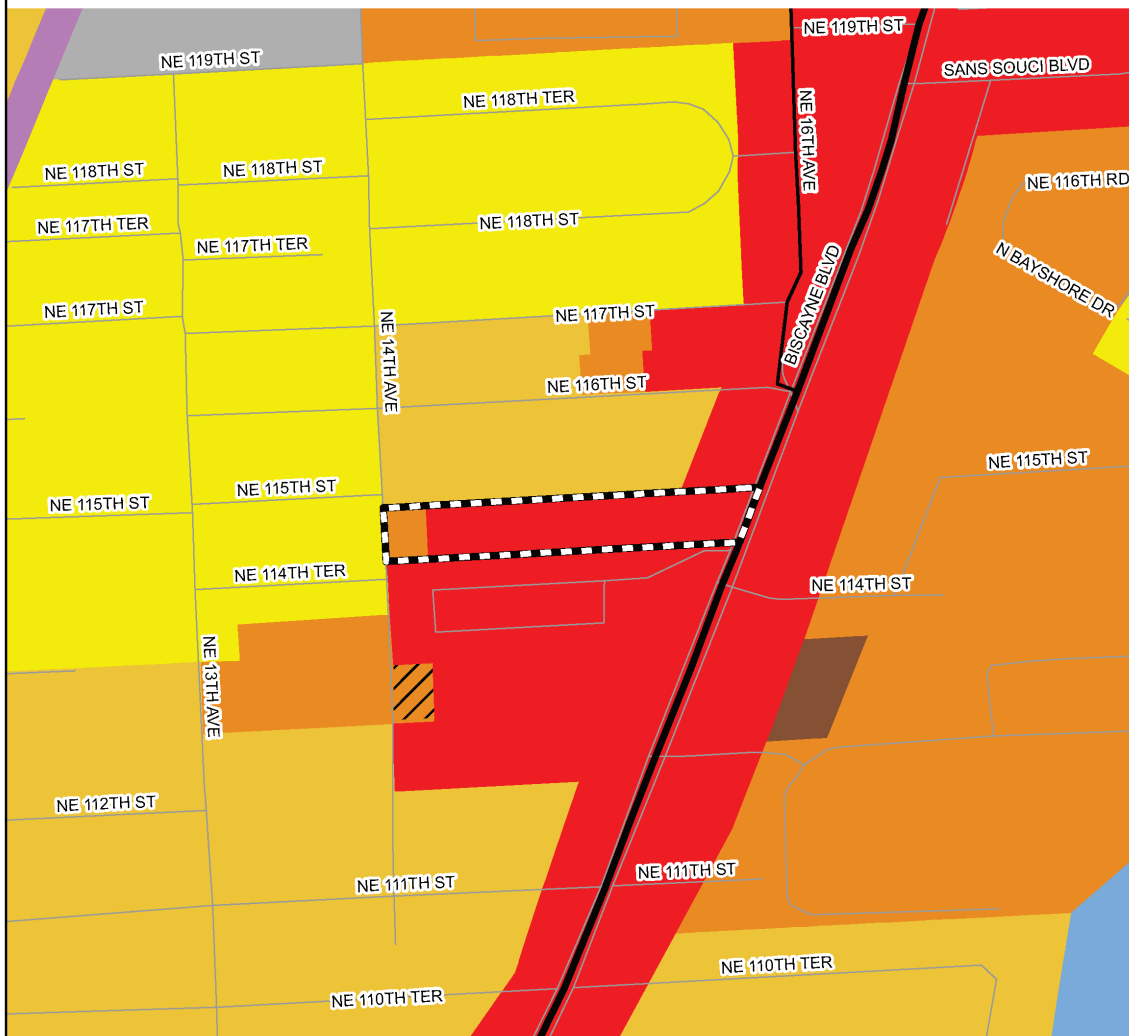 NE 119TH ST
NE 119TH ST
SANS SOUCI BLVD
NE 118TH TER
NE 16TH AVE
NE 118TH ST
NE 118TH ST
NE 116TH RD
NE 117TH TER
NE 118TH ST
NE 117TH TER
N BAYSHORE DR
BISCAYNE BLVD
NE 117TH ST
NE 117TH ST
NE 14TH AVE
NE 116TH ST
NE 115TH ST
NE 115TH ST
NE 115TH ST
NE 114TH TER
NE 114TH ST
NE 13TH AVE
NE 112TH ST
NE 111TH ST
NE 111TH ST
NE 110TH TER
NE 110TH TER